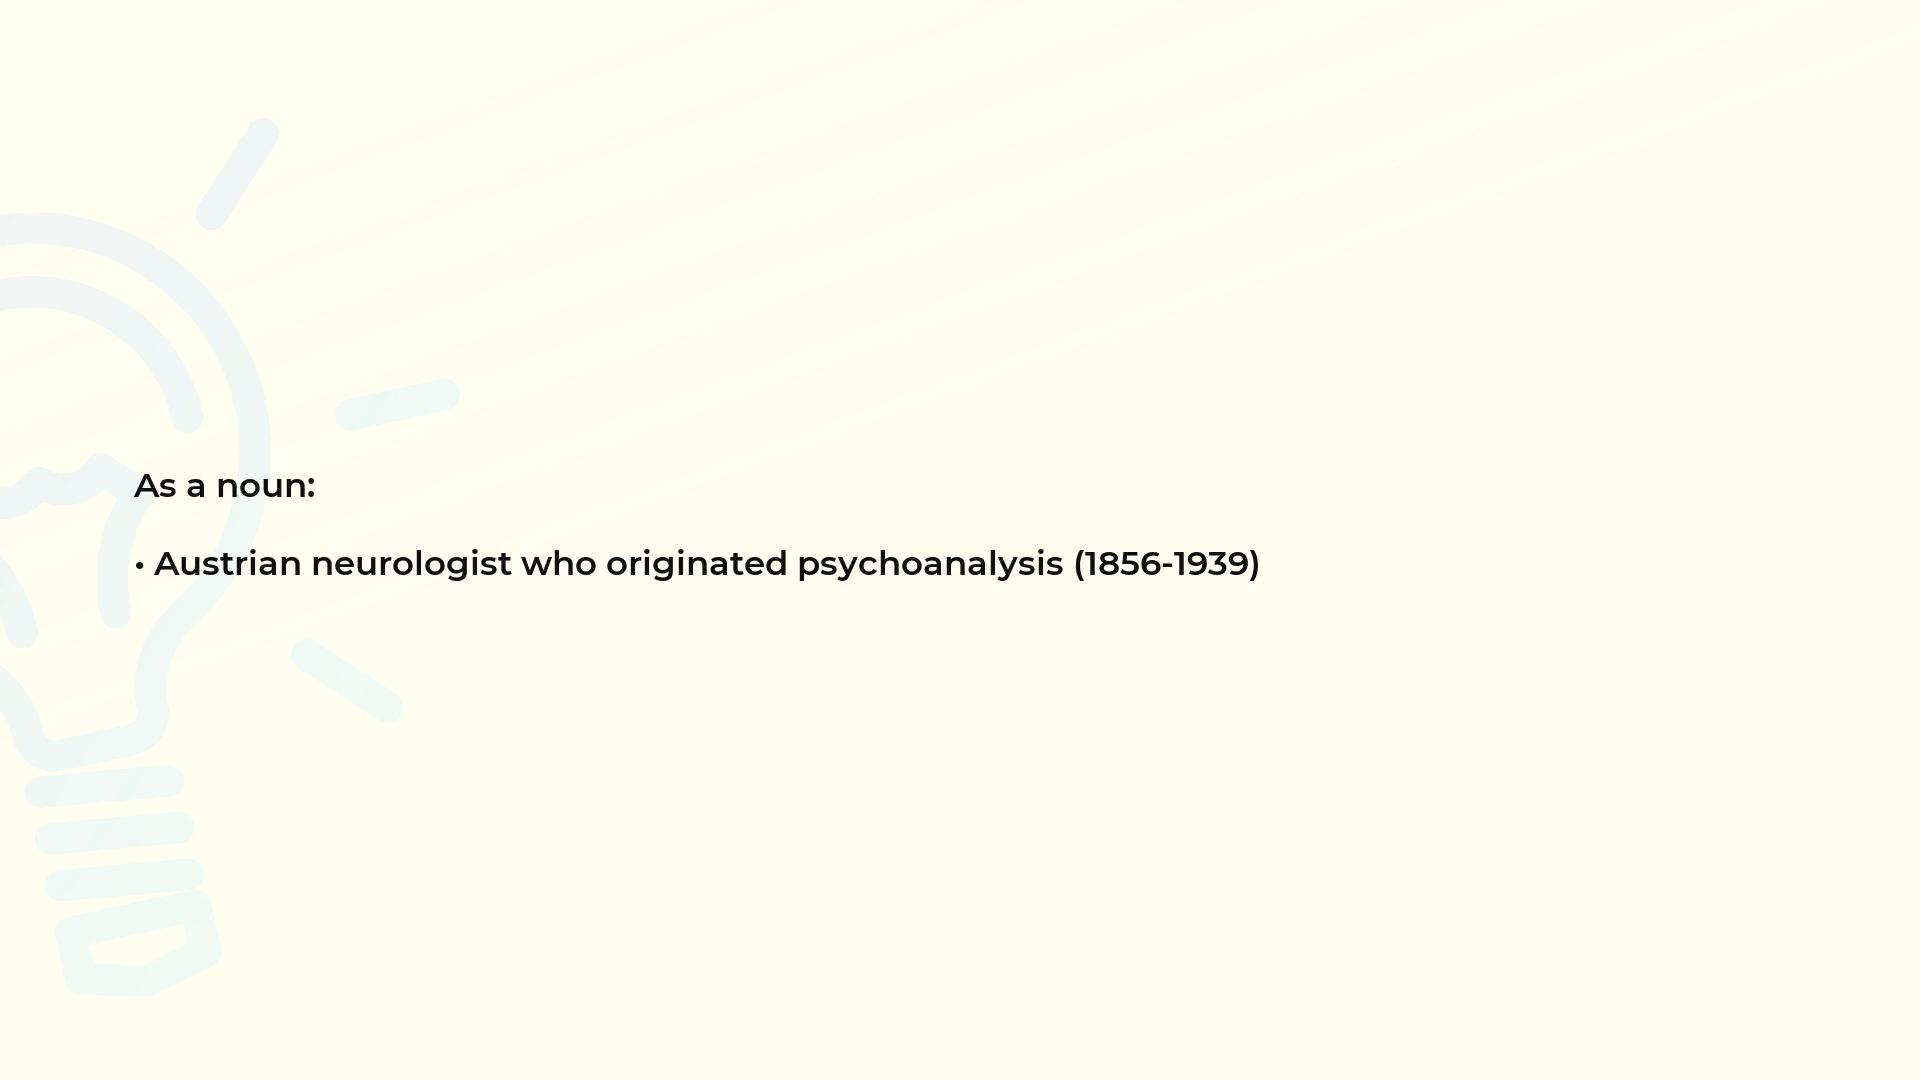 As a noun:
• Austrian neurologist who originated psychoanalysis (1856-1939)